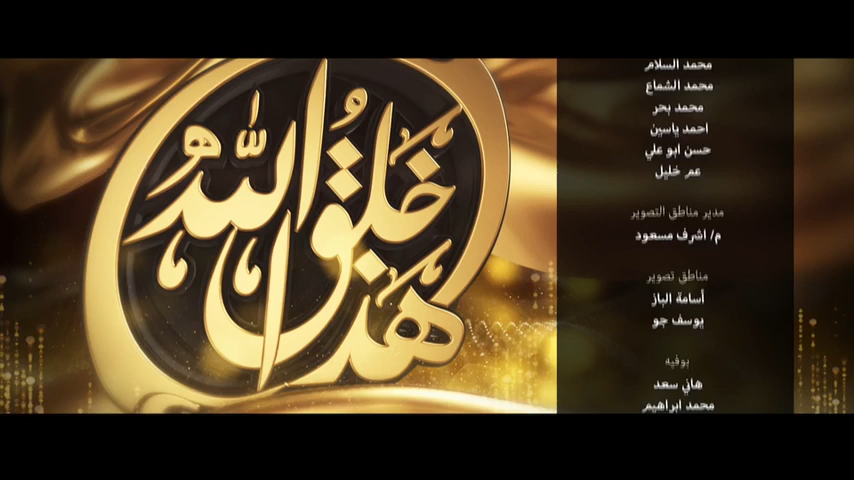 هذا خلق الله
محمد السلام
محمد الشماع
محمد بحر
احمد ياسين
حسن ابو علي
عمر خليل
مدير مناطق التصوير
م/ اشرف مسعود
مناطق تصوير
أسامة الباز
يوسف جو
بوفيه
هاني سعد
محمد ابراهيم